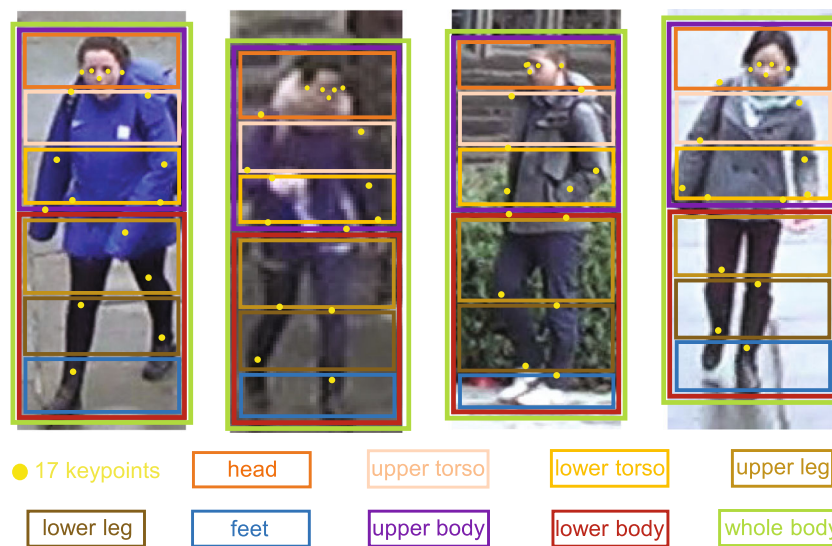 17 keypoints head upper torso lower torso upper leg
lower leg feet upper body lower body whole body